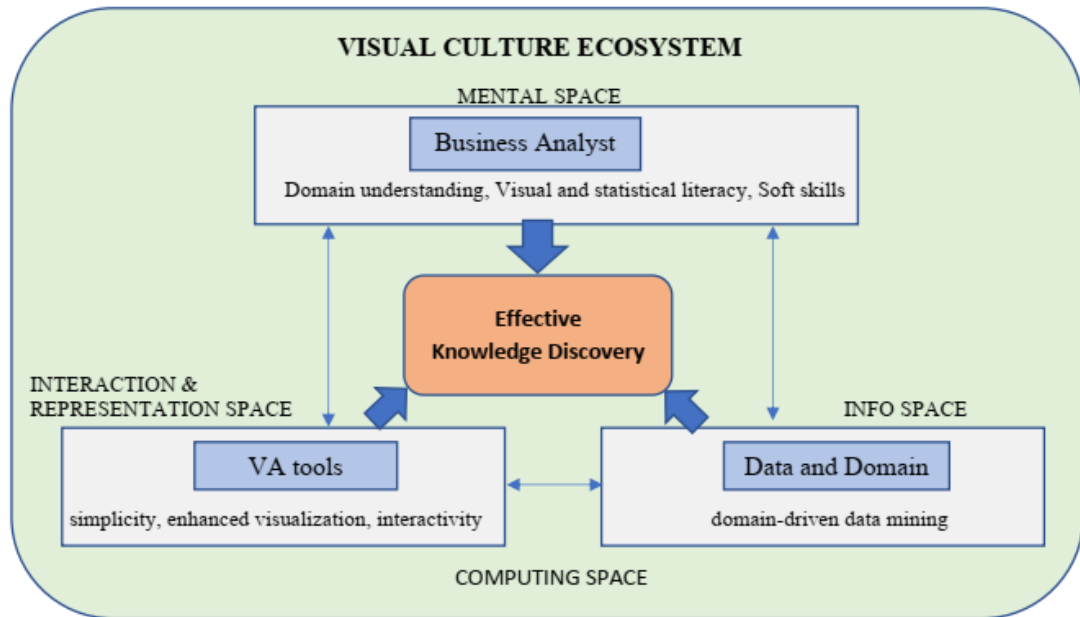 VISUAL CULTURE ECOSYSTEM
MENTAL SPACE
Business Analyst
Domain understanding, Visual and statistical literacy, Soft skills
Effective
Knowledge Discovery
INTERACTION &
REPRESENTATION SPACE
VA tools
simplicity, enhanced visualization, interactivity
INFO SPACE
Data and Domain
domain-driven data mining
COMPUTING SPACE